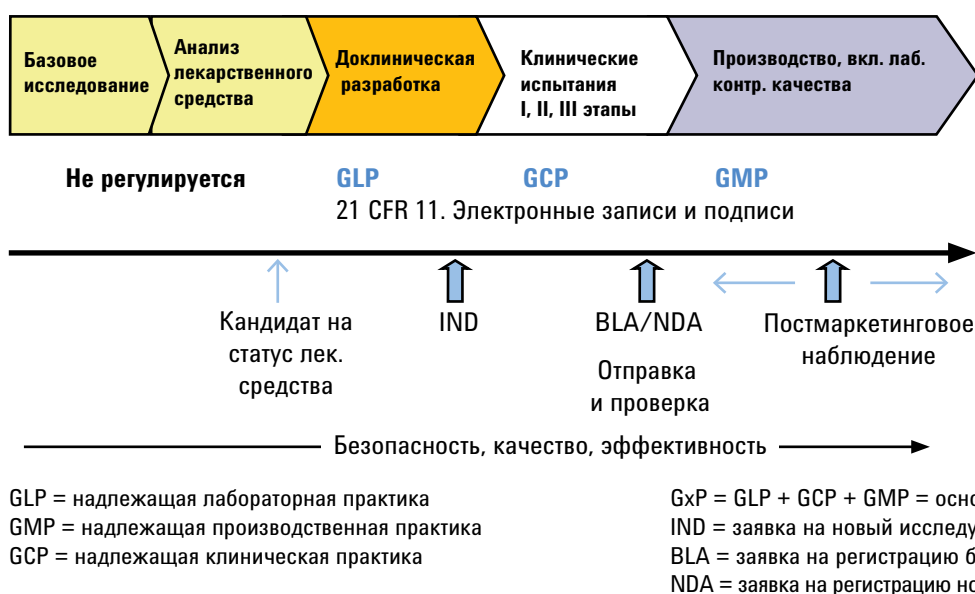 Базовое
исследование
Анализ
лекарственного
средства
Доклиническая
разработка
Клинические
испытания
I, II, III этапы
Производство, вкл. лаб.
контр. качества
Не регулируется
GLP
GCP
GMP
21 CFR 11. Электронные записи и подписи
Кандидат на
статус лек.
средства
IND
BLA/NDA
Отправка
и проверка
Постмаркетинговое
наблюдение
Безопасность, качество, эффективность
GLP = надлежащая лабораторная практика
GMP = надлежащая производственная практика
GCP = надлежащая клиническая практика
GxP = GLP + GCP + GMP =
IND = заявка на новый
BLA = заявка на регистрацию
NDA = заявка на регистрацию